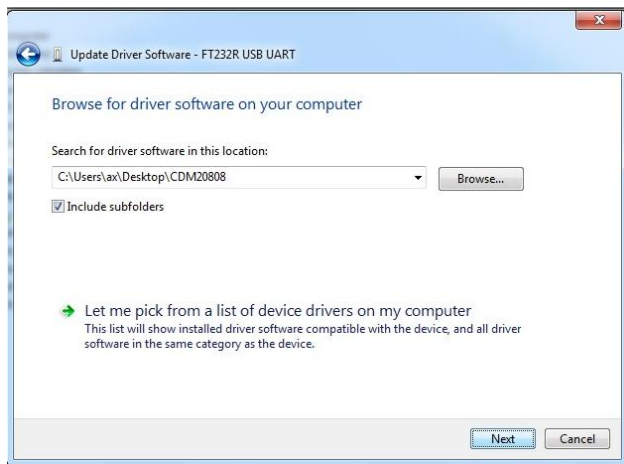 Update Driver Software - FT232R USB UART
Browse for driver software on your computer
Search for driver software in this location:
C:\Users\ax\Desktop\CDM20808
Browse...
Include subfolders
Let me pick from a list of device drivers on my computer
This list will show installed driver software compatible with the device, and all driver
software in the same category as the device.
Next
Cancel